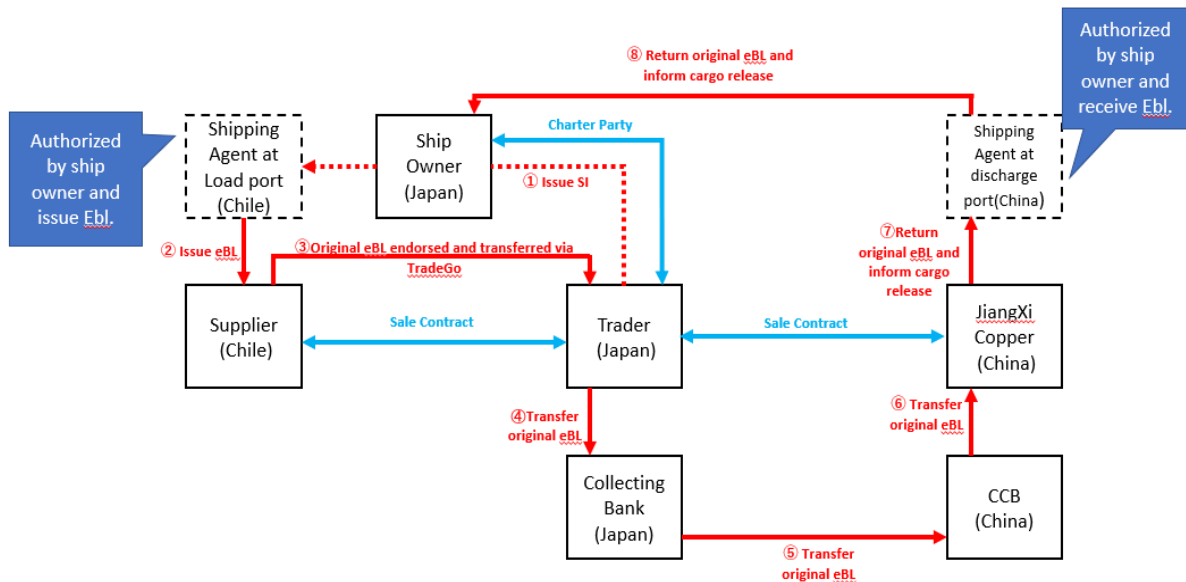 ⑧ Return original eBL and
inform cargo release
Authorized
by ship
owner and
receive Ebl.
Authorized
by ship
owner and
issue Ebl.
Shipping
Agent at
Load port
(Chile)
Ship
Owner
(Japan)
Charter Party
① Issue SI
Shipping
Agent at
discharge
port(China)
② Issue eBL
③Original eBL endorsed and transferred via
TradeGo
⑦Return
original eBL and
inform cargo
release
Supplier
(Chile)
Sale Contract
Trader
(Japan)
Sale Contract
JiangXi
Copper
(China)
④Transfer
original eBL
⑥ Transfer
original eBL
Collecting
Bank
(Japan)
CCB
(China)
⑤ Transfer
original eBL